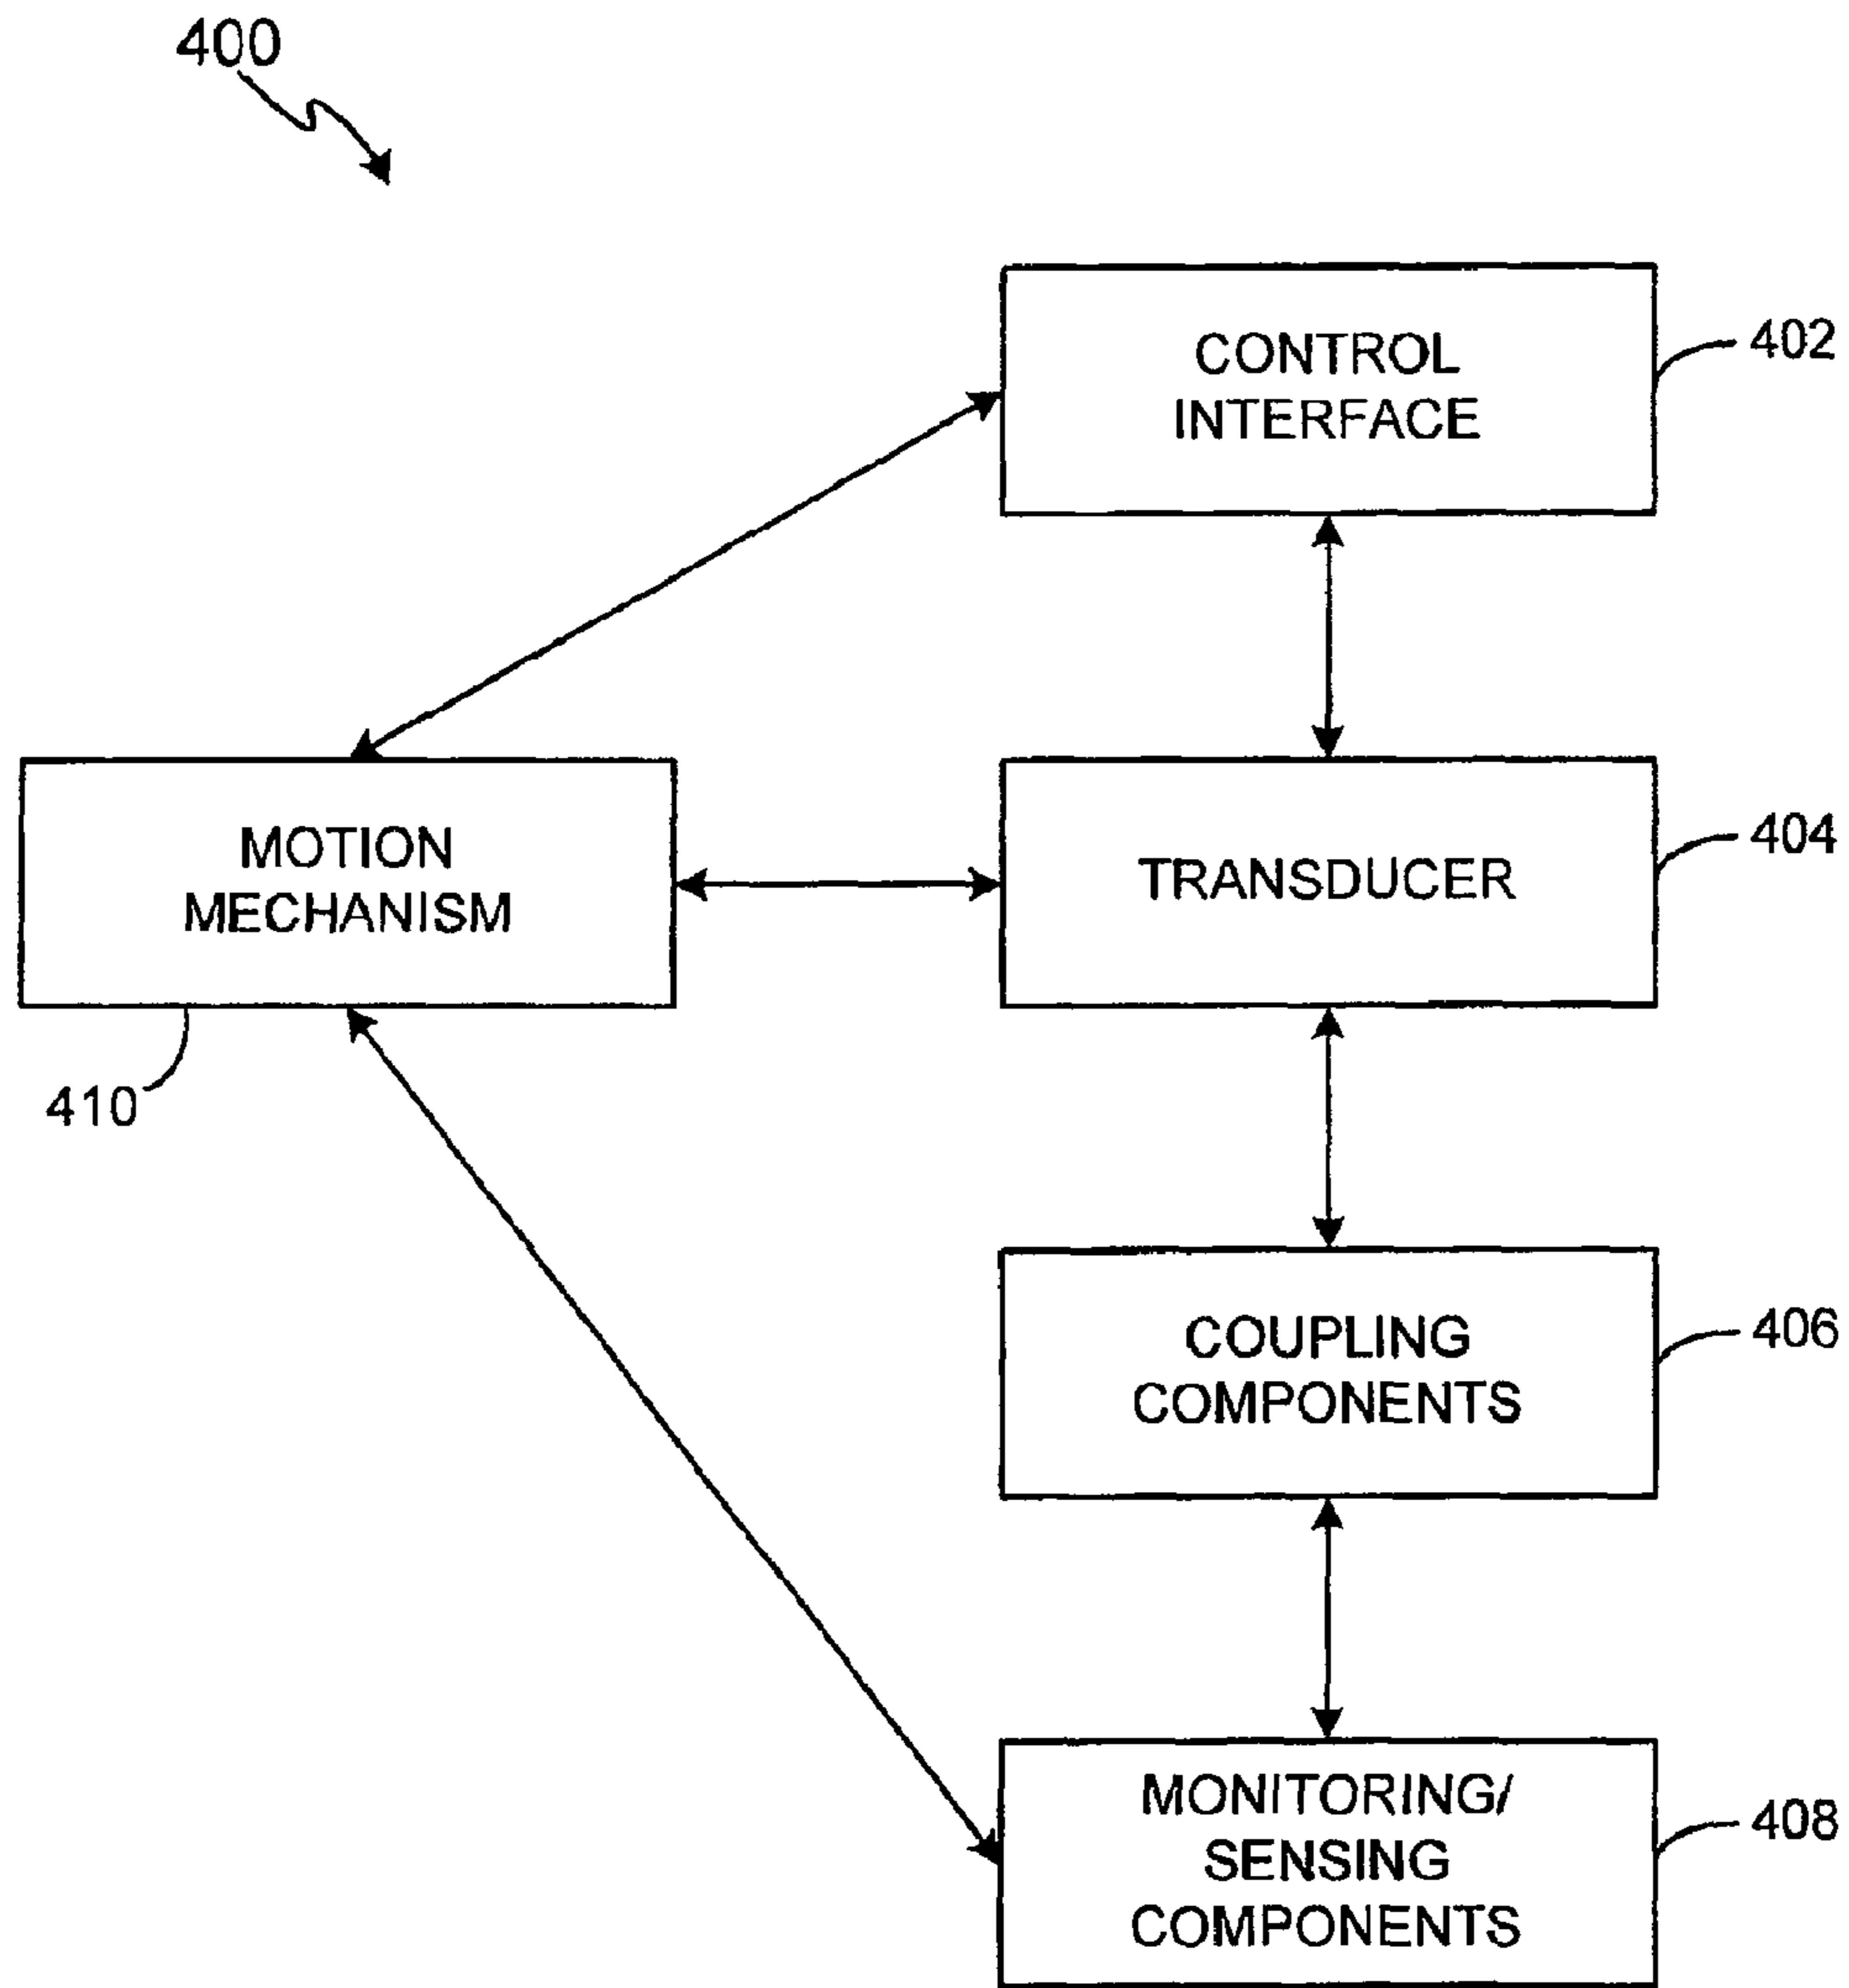 400
CONTROL
INTERFACE
402
MOTION
MECHANISM
410
TRANSDUCER
404
COUPLING
COMPONENTS
406
MONITORING/
SENSING
COMPONENTS
408